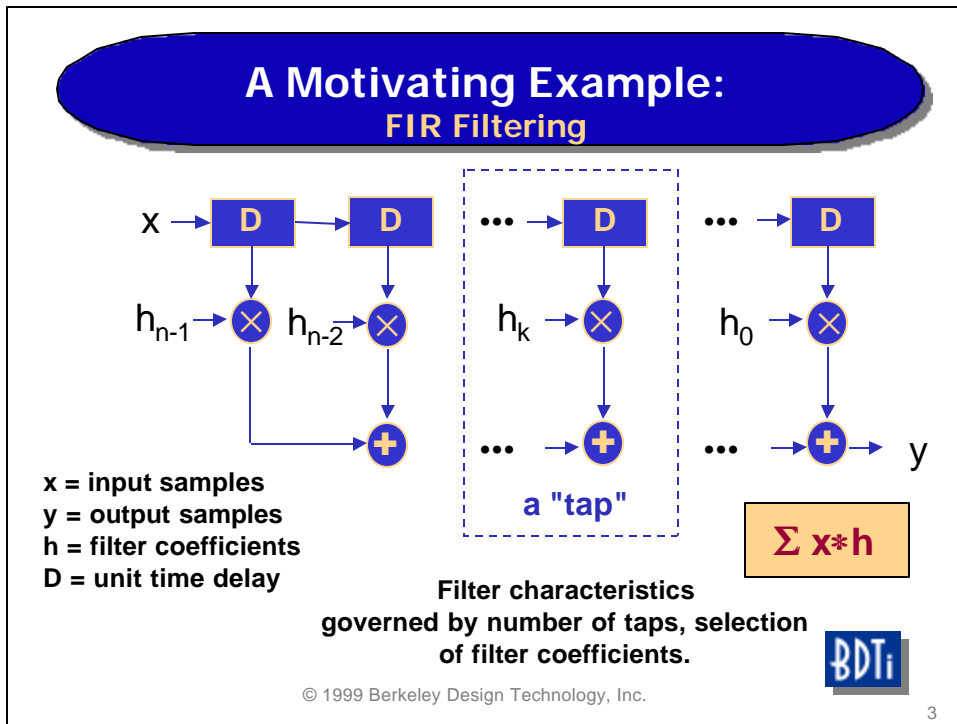 A Motivating Example:
FIR Filtering
x D D ••• D ••• D
hn-1 × hn-2 × hk × h0 ×
+ ••• + ••• + y
a "tap"
x = input samples
y = output samples
h = filter coefficients
D = unit time delay
Σ x*h
Filter characteristics
governed by number of taps, selection
of filter coefficients.
BDTi
© 1999 Berkeley Design Technology, Inc.
3